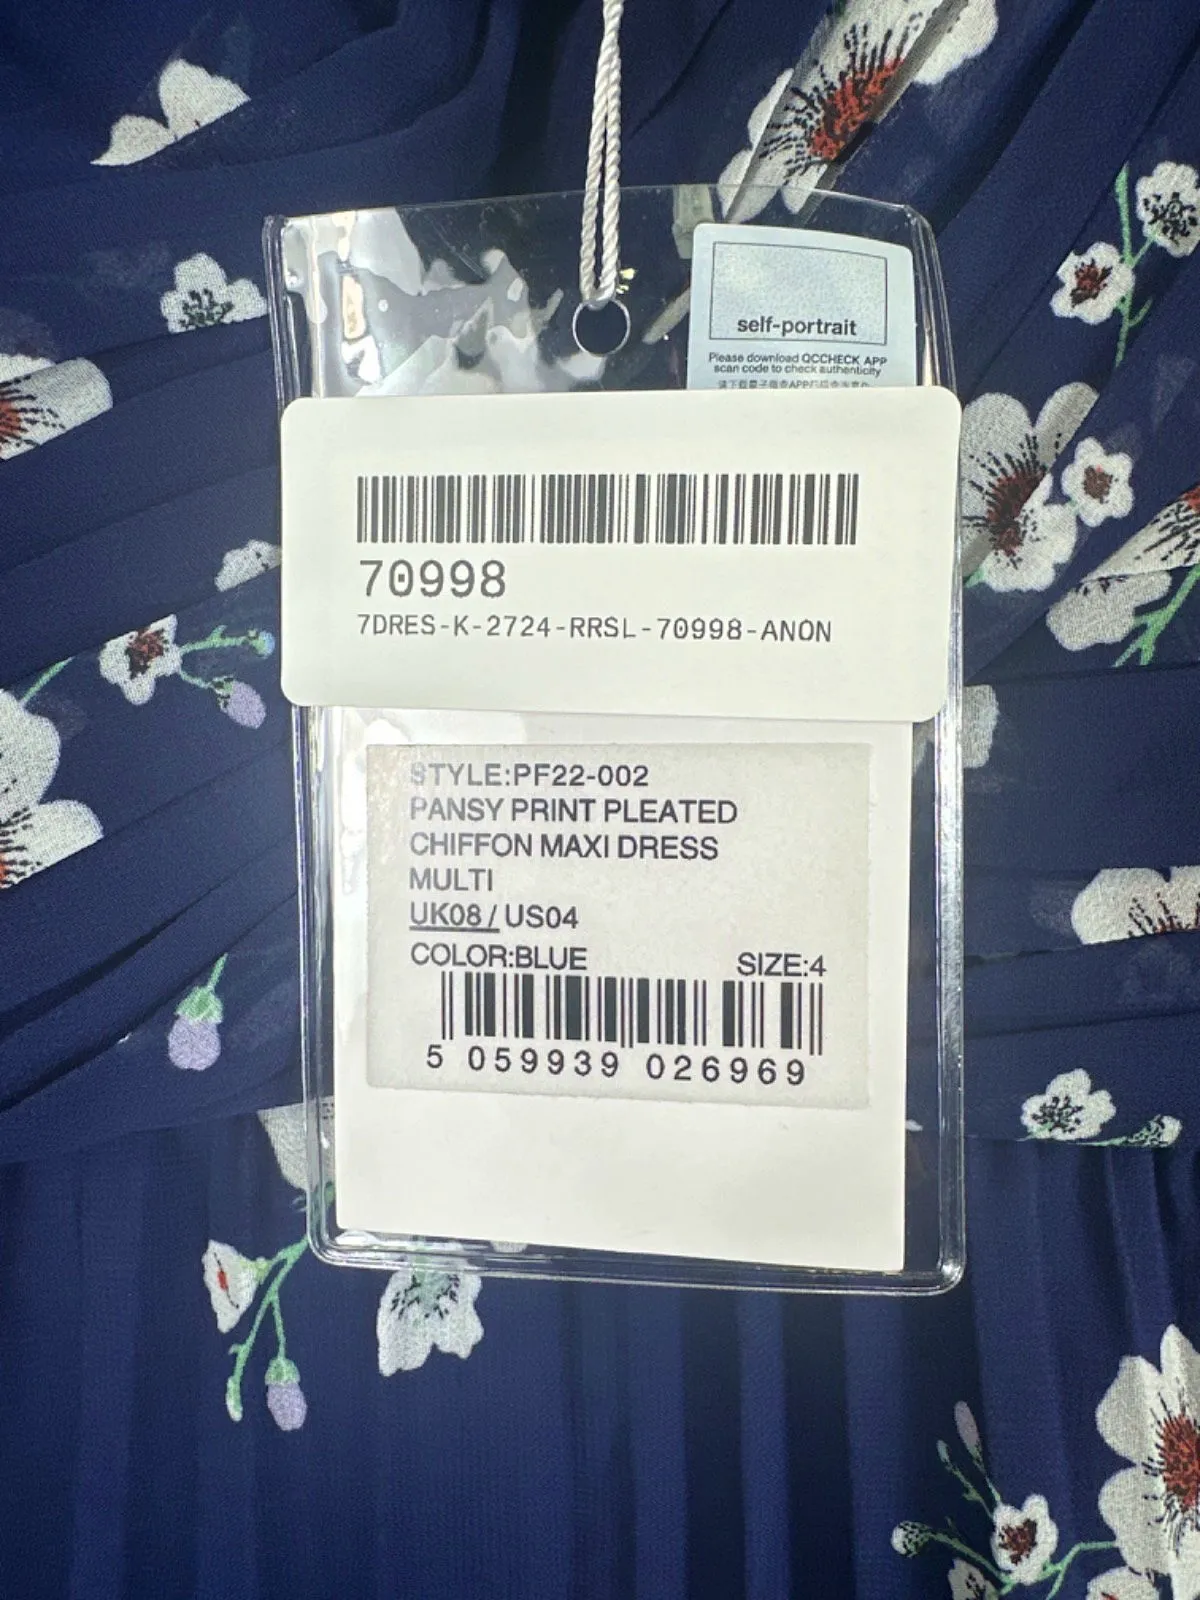 self-portrait
Please download QCCHECK APP
scan code to check authenticity
70998
7DRES-K-2724-RRSL-70998-ANON
STYLE:PF22-002
PANSY PRINT PLEATED
CHIFFON MAXI DRESS
MULTI
UK08 / US04
COLOR:BLUE SIZE:4
5 059939 026969